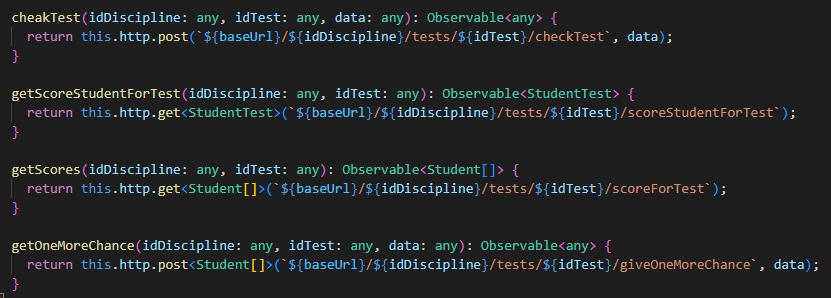 cheakTest(idDiscipline: any, idTest: any, data: any): Observable<any> {
  return this.http.post(`${baseUrl}/${idDiscipline}/tests/${idTest}/checkTest`, data);
}

getScoreStudentForTest(idDiscipline: any, idTest: any): Observable<StudentTest> {
  return this.http.get<StudentTest>(`${baseUrl}/${idDiscipline}/tests/${idTest}/scoreStudentForTest`);
}

getScores(idDiscipline: any, idTest: any): Observable<Student[]> {
  return this.http.get<Student[]>(`${baseUrl}/${idDiscipline}/tests/${idTest}/scoreForTest`);
}

getOneMoreChance(idDiscipline: any, idTest: any, data: any): Observable<any> {
  return this.http.post<Student[]>(`${baseUrl}/${idDiscipline}/tests/${idTest}/giveOneMoreChance`, data);
}